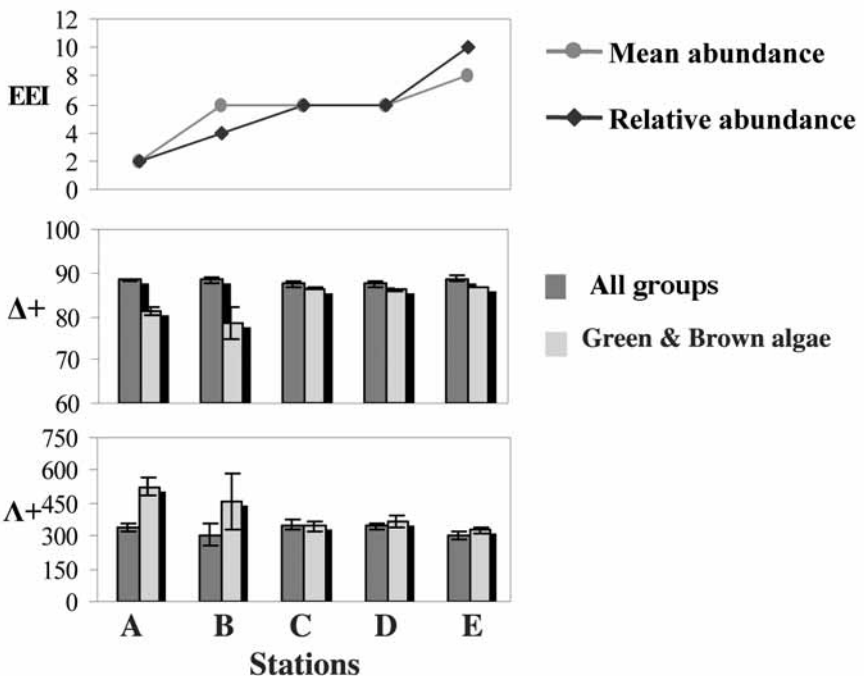 12
10
8
6
4
2
0
EEI
Mean abundance
Relative abundance
100
90
80
70
60
Δ+
All groups
Green & Brown algae
750
600
450
300
150
0
Λ+
A B C D E
Stations